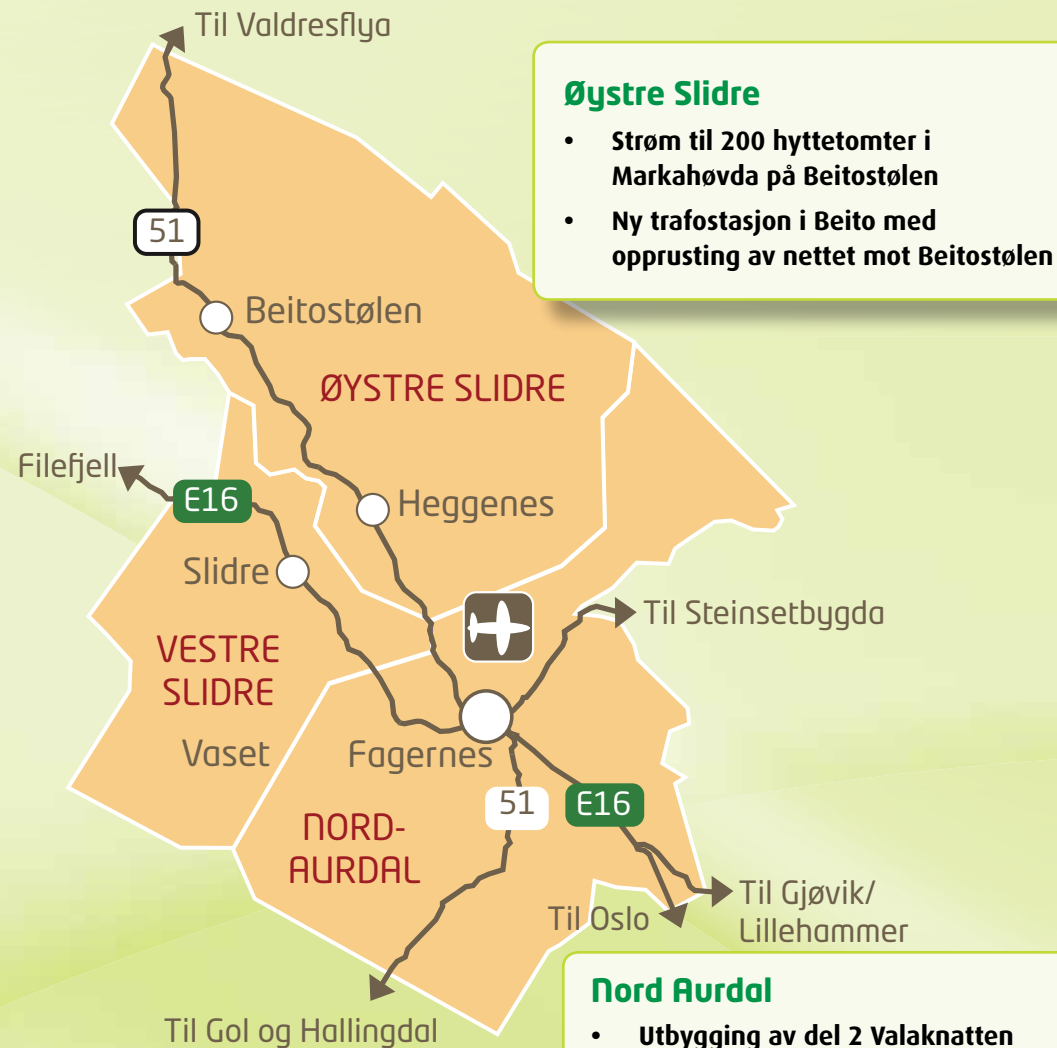 Til Valdresflya
Øystre Slidre
• Strøm til 200 hyttetomter i
Markahøvda på Beitostølen
• Ny trafostasjon i Beito med
opprusting av nettet mot Beitostølen
51
Beitostølen
ØYSTRE SLIDRE
Filefjell
E16
Heggenes
Slidre
Til Steinsetbygda
VESTRE
SLIDRE
Vaset
Fagernes
51
E16
NORD-
AURDAL
Til Gjøvik/
Lillehammer
Til Oslo
Til Gol og Hallingdal
Nord Aurdal
• Utbygging av del 2 Valaknatten